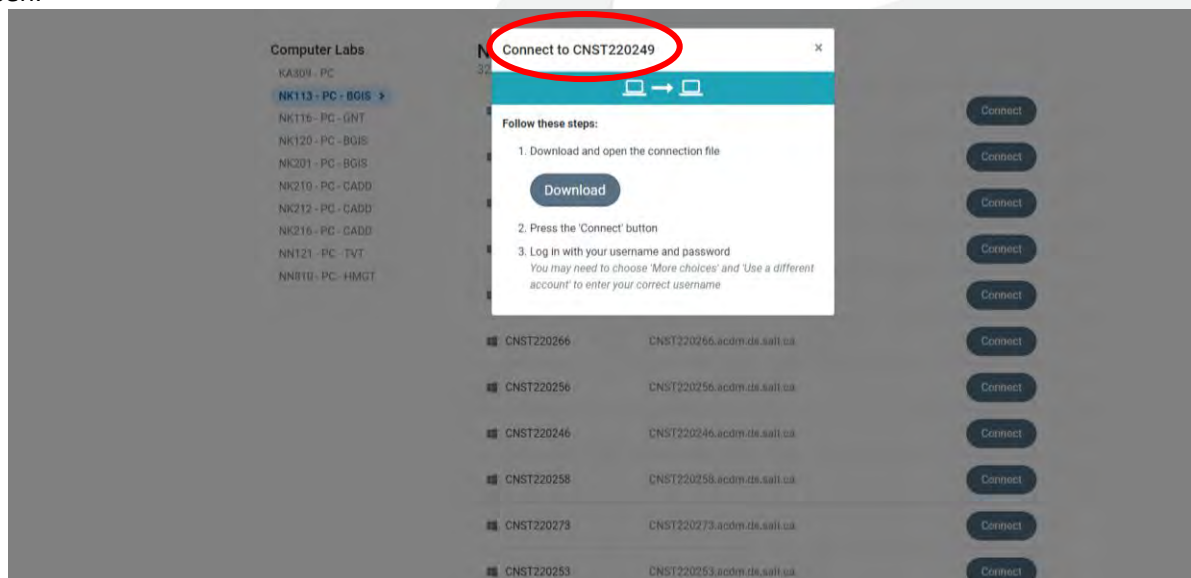 Computer Labs
KA309 - PC
NK113 - PC - BGIS >
NK116 - PC - GNT
NK120 - PC - BGIS
NK201 - PC - BGIS
NK210 - PC - CADD
NK212 - PC - CADD
NK216 - PC - CADD
NN121 - PC - TVT
NN810 - PC - HMGT
N
32
Connect to CNST220249 ×
Follow these steps:
1. Download and open the connection file
Download
2. Press the 'Connect' button
3. Log in with your username and password
You may need to choose 'More choices' and 'Use a different
account' to enter your correct username
Connect
Connect
Connect
Connect
Connect
CNST220266 CNST220266.acdm.ds.sait.ca Connect
CNST220256 CNST220256.acdm.ds.sait.ca Connect
CNST220246 CNST220246.acdm.ds.sait.ca Connect
CNST220258 CNST220258.acdm.ds.sait.ca Connect
CNST220273 CNST220273.acdm.ds.sait.ca Connect
CNST220253 CNST220253.acdm.ds.sait.ca Connect